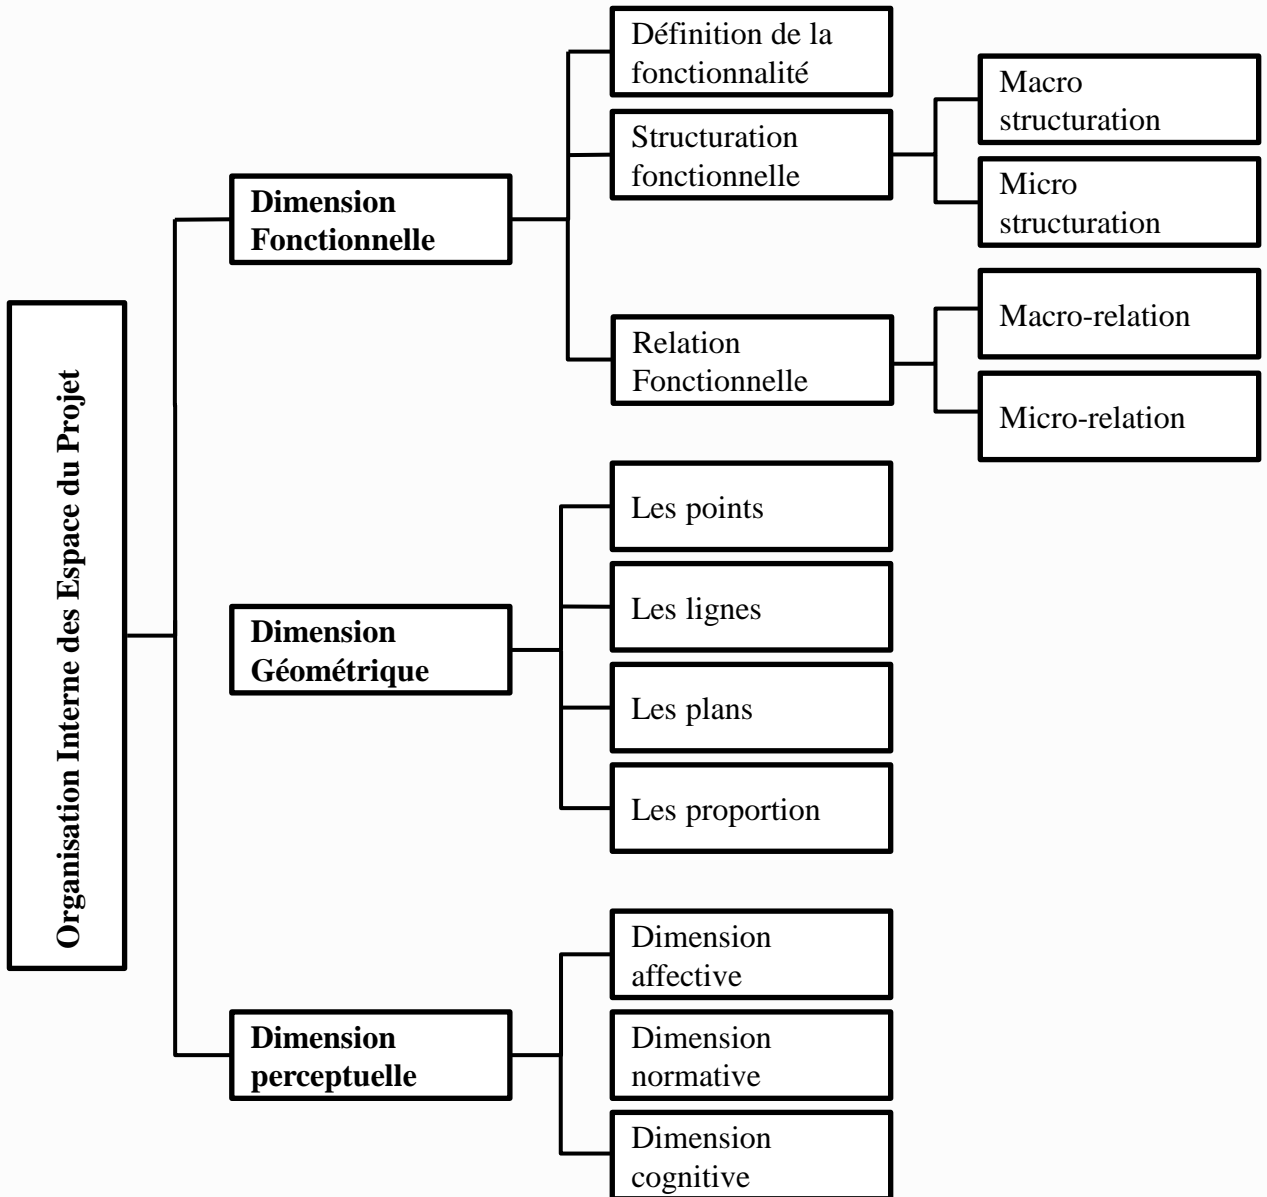 Organisation Interne des Espace du Projet
Dimension
Fonctionnelle
Définition de la
fonctionnalité
Structuration
fonctionnelle
Macro
structuration
Micro
structuration
Relation
Fonctionnelle
Macro-relation
Micro-relation
Dimension
Géométrique
Les points
Les lignes
Les plans
Les proportion
Dimension
perceptuelle
Dimension
affective
Dimension
normative
Dimension
cognitive